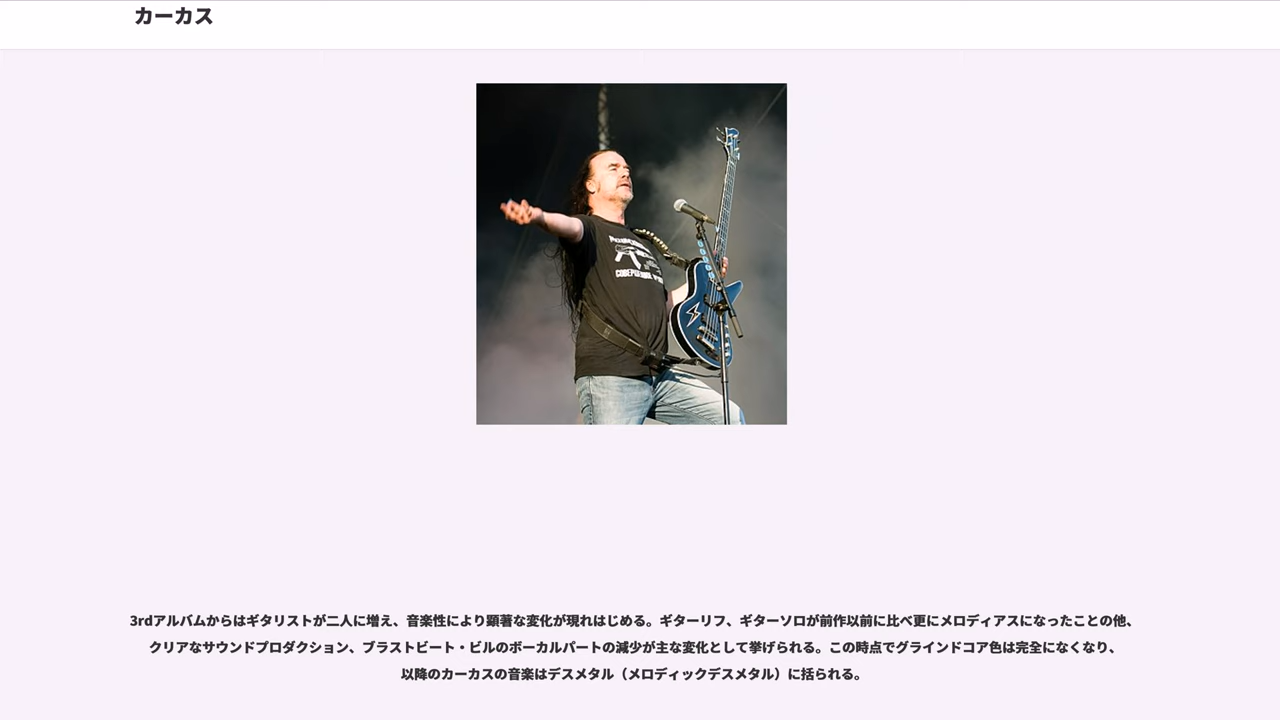 カーカス
3rdアルバムからはギタリストが二人に増え、音楽性により顕著な変化が現れはじめる。ギターリフ、ギターソロが前作以前に比べ更にメロディアスになったことの他、
クリアなサウンドプロダクション、ブラストビート・ビルのボーカルパートの減少が主な変化として挙げられる。この時点でグラインドコア色は完全になくなり、
以降のカーカスの音楽はデスメタル（メロディックデスメタル）に括られる。